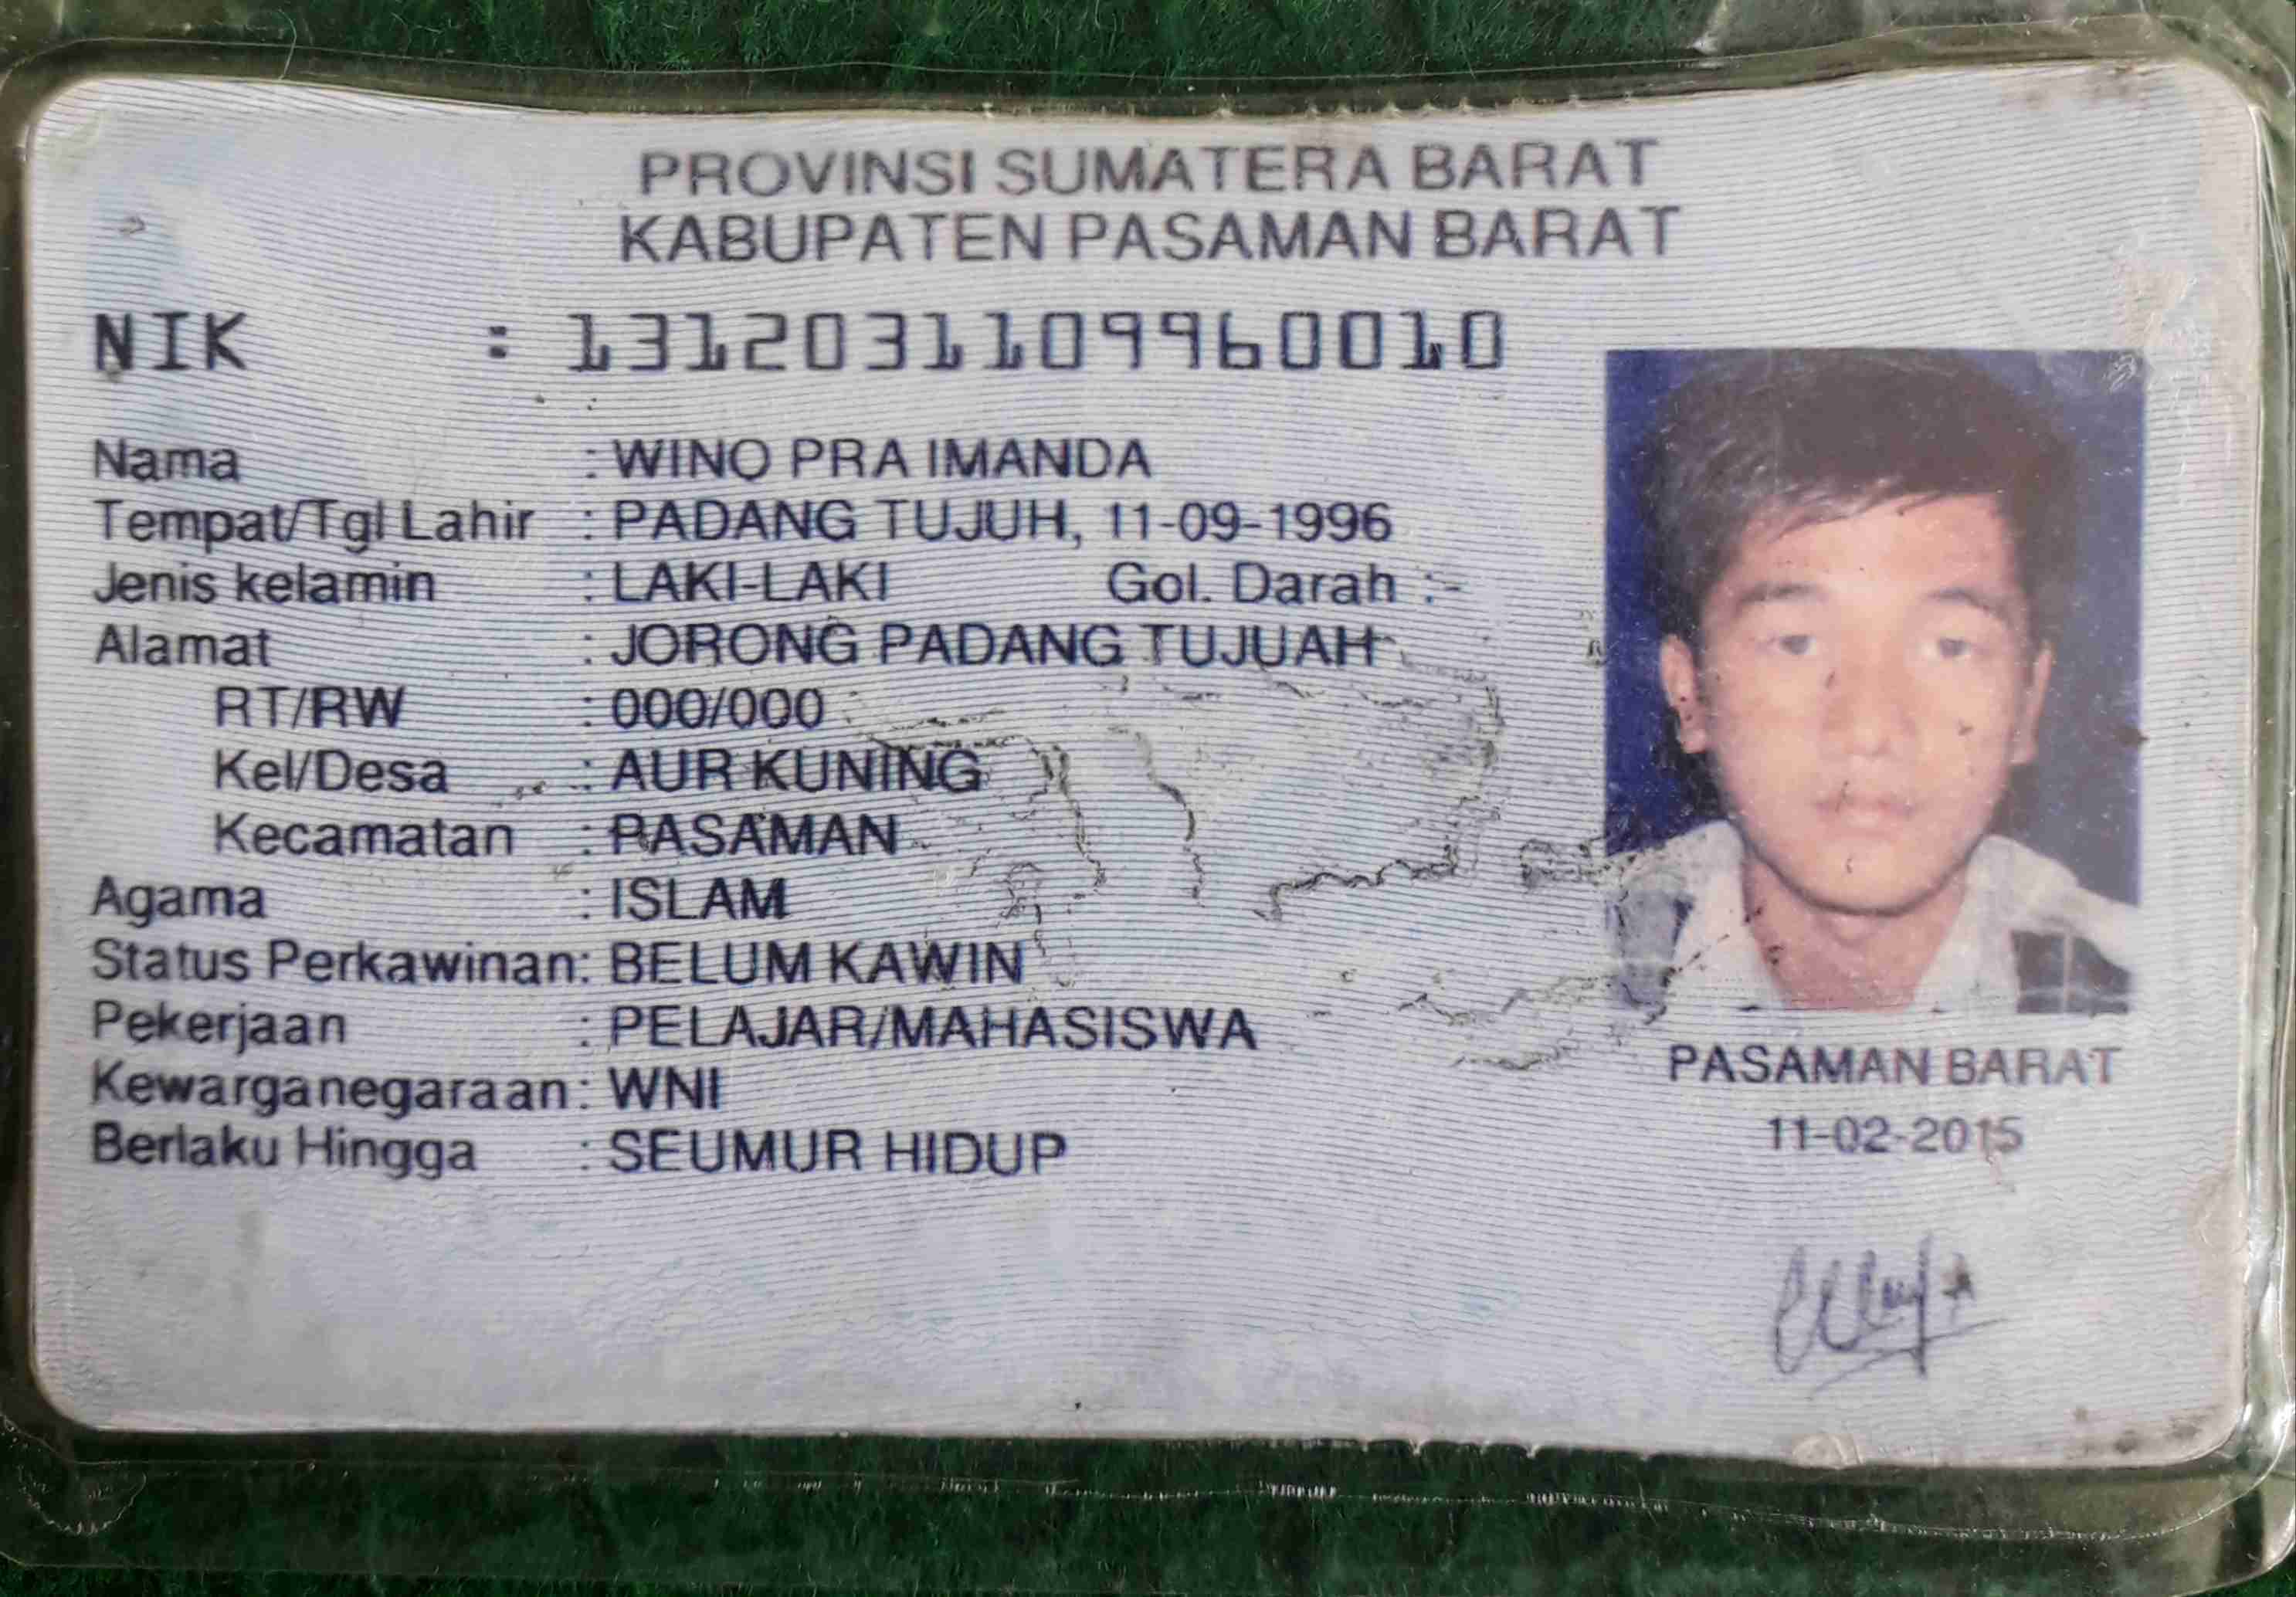 PROVINSI SUMATERA BARAT
KABUPATEN PASAMAN BARAT
NIK : 1312031109960010
Nama : WINO PRA IMANDA
Tempat/Tgl Lahir : PADANG TUJUH, 11-09-1996
Jenis kelamin : LAKI-LAKI Gol. Darah :-
Alamat : JORONG PADANG TUJUAH
RT/RW : 000/000
Kel/Desa : AUR KUNING
Kecamatan : PASAMAN
Agama : ISLAM
Status Perkawinan: BELUM KAWIN
Pekerjaan : PELAJAR/MAHASISWA
Kewarganegaraan: WNI
Berlaku Hingga : SEUMUR HIDUP
PASAMAN BARAT
11-02-2015